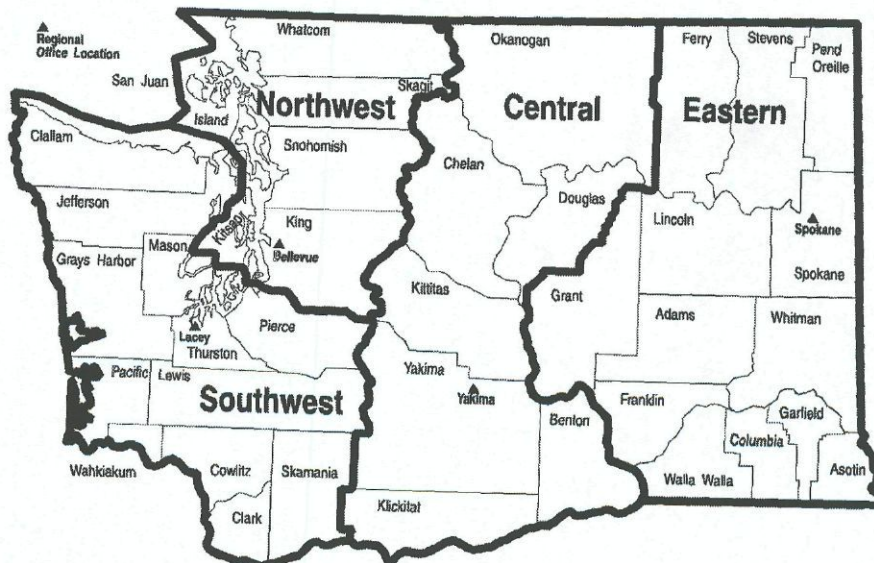 Regional
Office Location
San Juan
Whatcom
Skagit
Island
Northwest
Snohomish
King
Bellevue
Kitsap
Clallam
Jefferson
Mason
Grays Harbor
Lacey
Thurston
Pierce
Pacific
Lewis
Southwest
Wahkiakum
Cowlitz
Skamania
Clark
Okanogan
Central
Chelan
Douglas
Kittitas
Yakima
Yakima
Benton
Klickitat
Ferry
Stevens
Pend
Oreille
Eastern
Lincoln
Spokane
Spokane
Grant
Adams
Whitman
Franklin
Garfield
Columbia
Walla Walla
Asotin